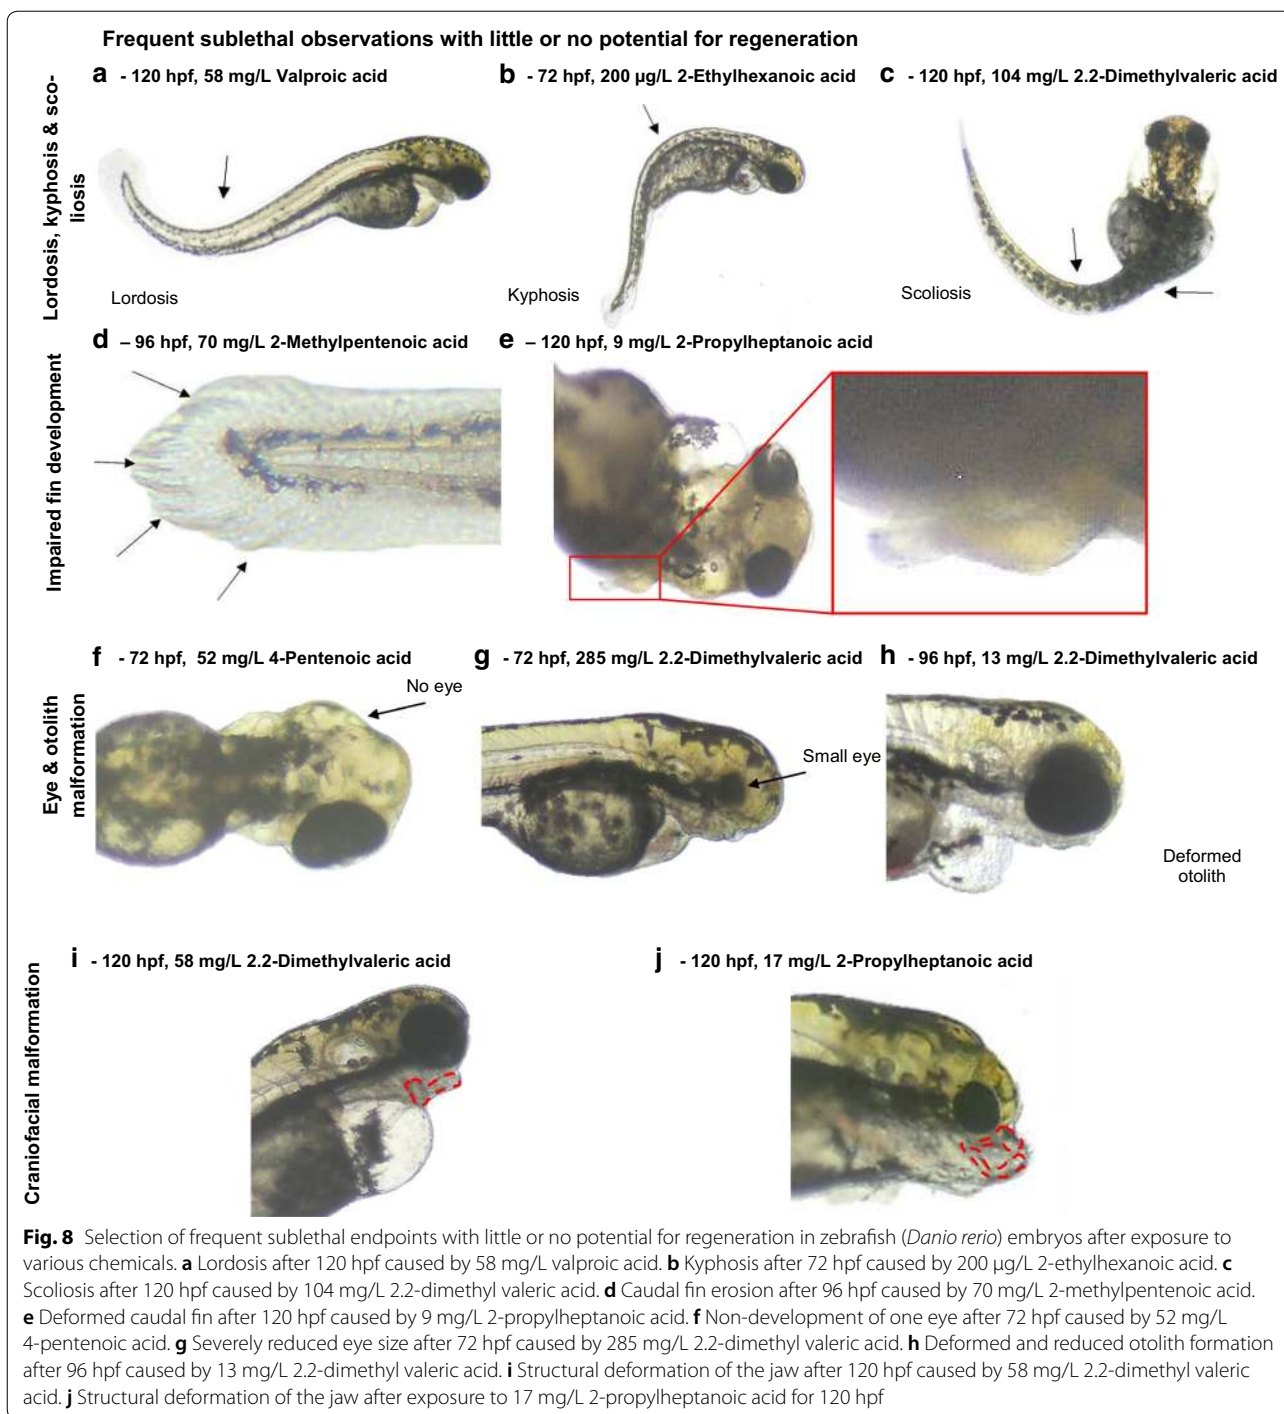 Frequent sublethal observations with little or no potential for regeneration
Lordosis, kyphosis & sco-
liosis
a - 120 hpf, 58 mg/L Valproic acid
b - 72 hpf, 200 µg/L 2-Ethylhexanoic acid
c - 120 hpf, 104 mg/L 2.2-Dimethylvaleric acid
Lordosis
Kyphosis
Scoliosis
Impaired fin development
d – 96 hpf, 70 mg/L 2-Methylpentenoic acid
e – 120 hpf, 9 mg/L 2-Propylheptanoic acid
Eye & otolith
malformation
f - 72 hpf, 52 mg/L 4-Pentenoic acid
No eye
g - 72 hpf, 285 mg/L 2.2-Dimethylvaleric acid
Small eye
h - 96 hpf, 13 mg/L 2.2-Dimethylvaleric acid
Deformed
otolith
Craniofacial malformation
i - 120 hpf, 58 mg/L 2.2-Dimethylvaleric acid
j - 120 hpf, 17 mg/L 2-Propylheptanoic acid
Fig. 8 Selection of frequent sublethal endpoints with little or no potential for regeneration in zebrafish (Danio rerio) embryos after exposure to
various chemicals. a Lordosis after 120 hpf caused by 58 mg/L valproic acid. b Kyphosis after 72 hpf caused by 200 µg/L 2-ethylhexanoic acid. c
Scoliosis after 120 hpf caused by 104 mg/L 2.2-dimethyl valeric acid. d Caudal fin erosion after 96 hpf caused by 70 mg/L 2-methylpentenoic acid.
e Deformed caudal fin after 120 hpf caused by 9 mg/L 2-propylheptanoic acid. f Non-development of one eye after 72 hpf caused by 52 mg/L
4-pentenoic acid. g Severely reduced eye size after 72 hpf caused by 285 mg/L 2.2-dimethyl valeric acid. h Deformed and reduced otolith formation
after 96 hpf caused by 13 mg/L 2.2-dimethyl valeric acid. i Structural deformation of the jaw after 120 hpf caused by 58 mg/L 2.2-dimethyl valeric
acid. j Structural deformation of the jaw after exposure to 17 mg/L 2-propylheptanoic acid for 120 hpf